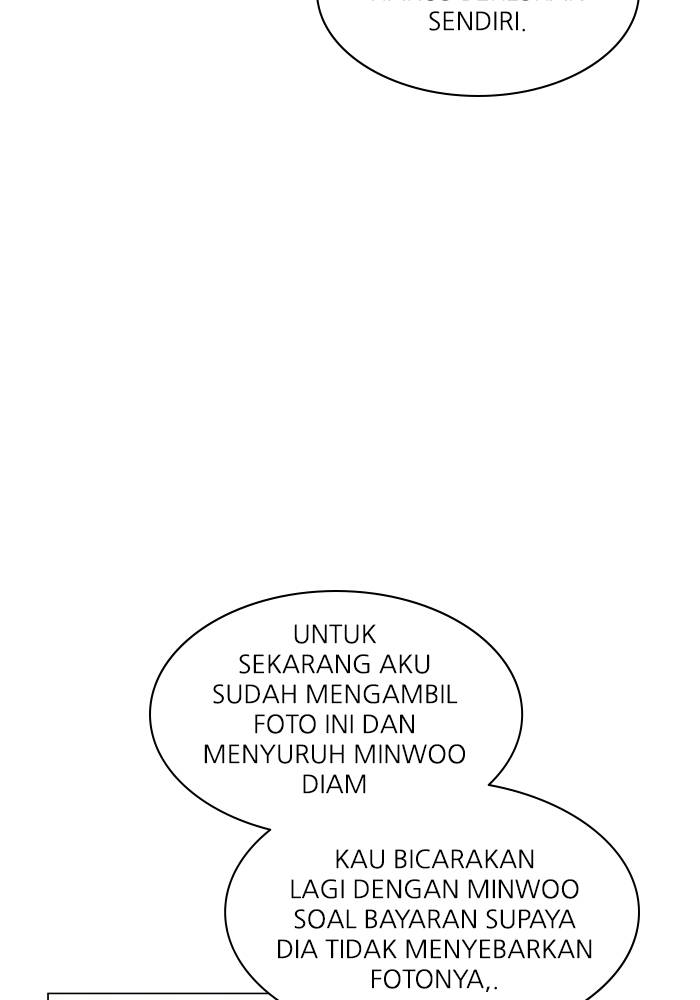 SENDIRI.
UNTUK
SEKARANG AKU
SUDAH MENGAMBIL
FOTO INI DAN
MENYURUH MINWOO
DIAM
KAU BICARAKAN
LAGI DENGAN MINWOO
SOAL BAYARAN SUPAYA
DIA TIDAK MENYEBARKAN
FOTONYA,.